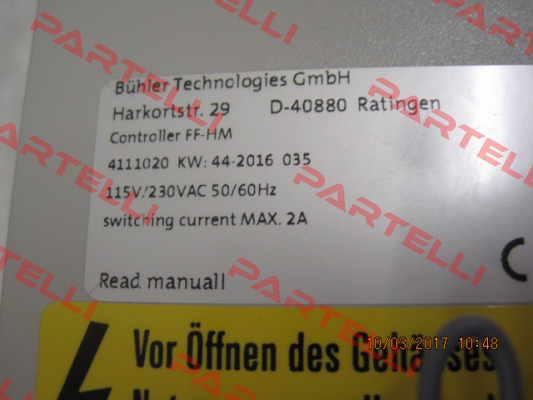 Bühler Technologies GmbH
Harkortstr. 29 D-40880 Ratingen
Controller FF-HM
4111020 KW: 44-2016 035
115V/230VAC 50/60Hz
switching current MAX. 2A
Read manuall
Vor Öffnen des Gehäuses
10/03/2017 10:48
PARTELLI
PARTELLI
PARTELLI
PARTELLI
PARTELLI